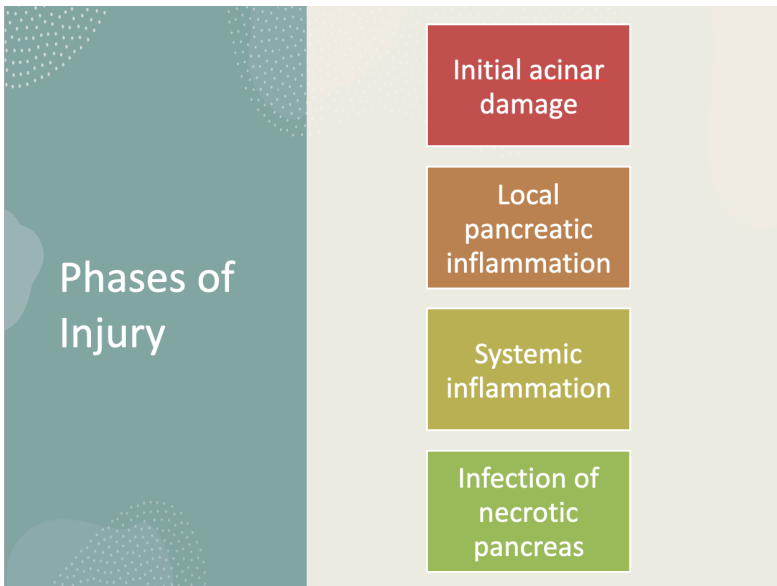 Phases of
Injury
Initial acinar
damage
Local
pancreatic
inflammation
Systemic
inflammation
Infection of
necrotic
pancreas